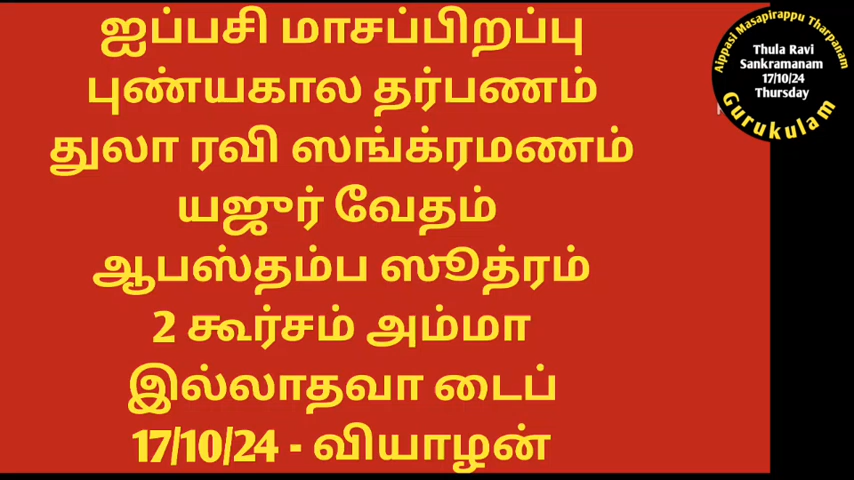 ஐப்பசி மாசப்பிறப்பு
புண்யகால தர்பணம்
துலா ரவி ஸங்க்ரமணம்
யஜுர் வேதம்
ஆபஸ்தம்ப ஸூத்ரம்
2 கூர்சம் அம்மா
இல்லாதவா டைப்
17/10/24 - வியாழன்
Aippasi Masapirappu Tharpanam
Thula Ravi
Sankramanam
17/10/24
Thursday
Gurukulam